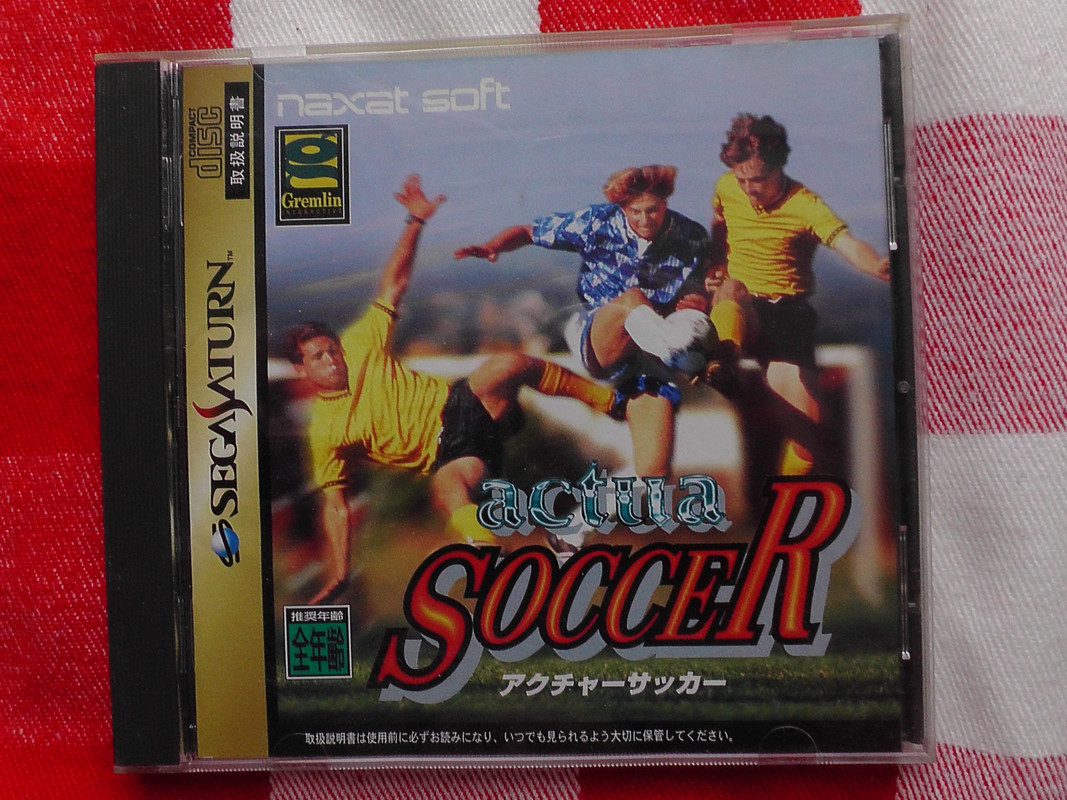 COMPACT
disc
取扱説明書
SEGA SATURN™
naxat soft
Gremlin
INTERACTIVE
actua
SOCCER
アクチャーサッカー
推奨年齢
全年齢
取扱説明書は使用前に必ずお読みになり、いつでも見られるよう大切に保管してください。